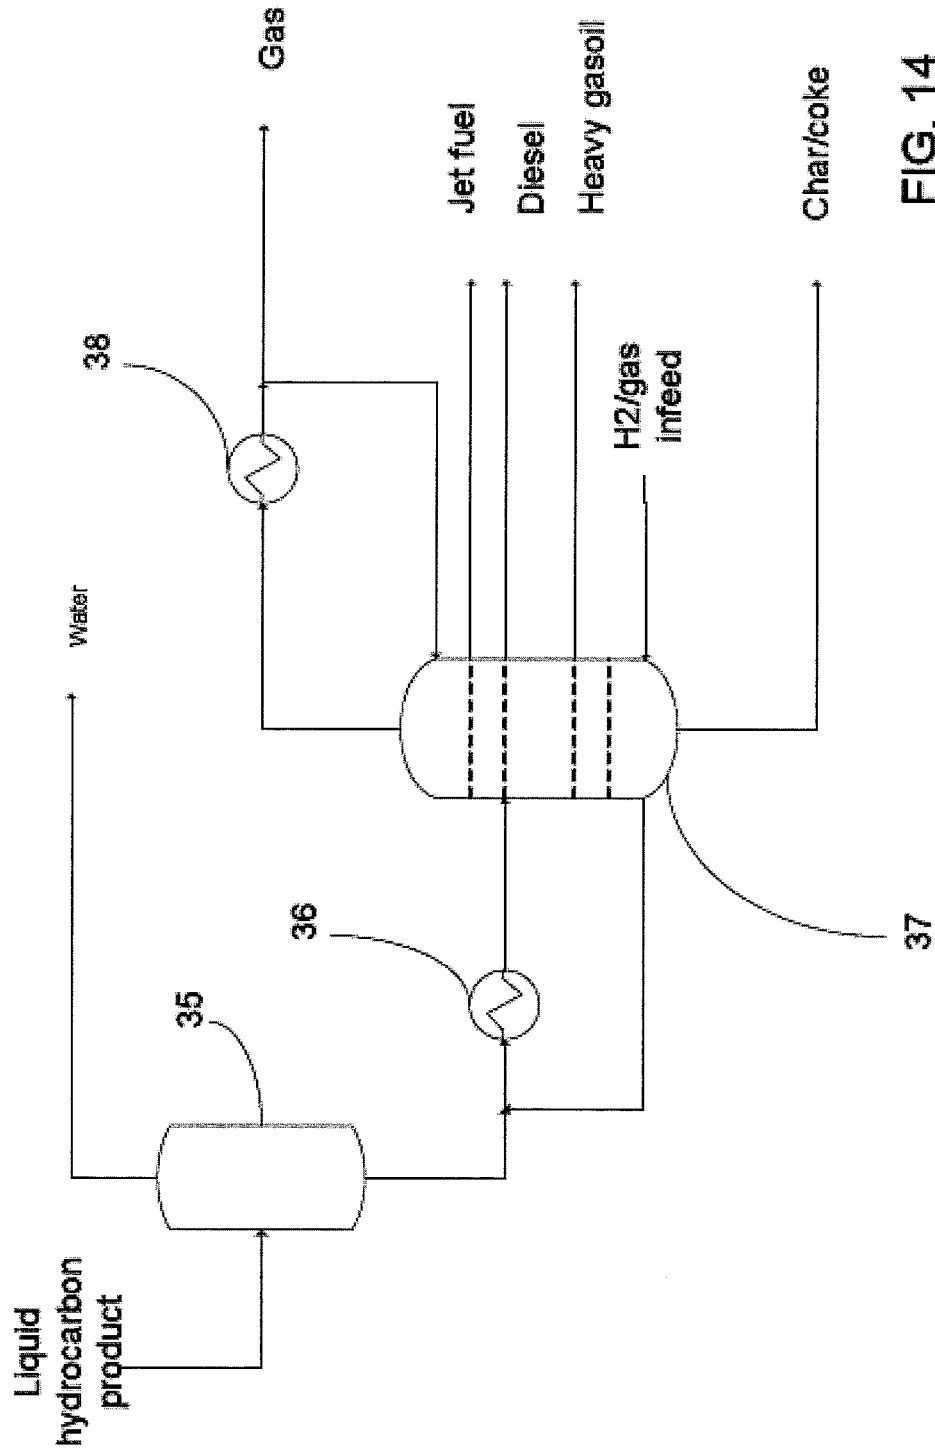 Liquid
hydrocarbon
product
35
Water
36
38
Gas
Jet fuel
Diesel
Heavy gasoil
H2/gas
infeed
Char/coke
37
FIG. 14